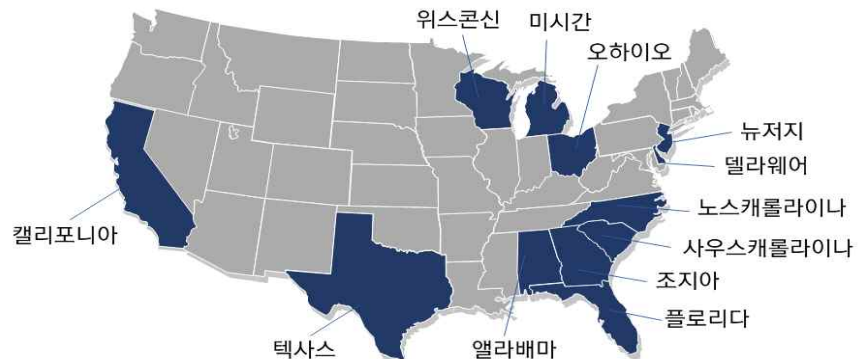 위스콘신
미시간
오하이오
뉴저지
델라웨어
노스캐롤라이나
캘리포니아
사우스캐롤라이나
조지아
플로리다
텍사스
앨라배마